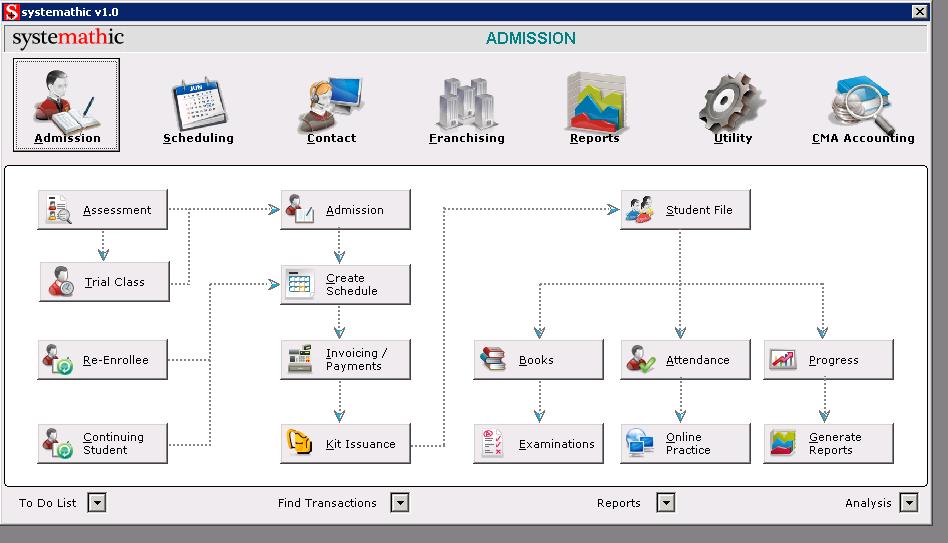 systemathic v1.0
systemathic
ADMISSION
JUN
Admission
Scheduling
Contact
Franchising
Reports
Utility
CMA Accounting
Assessment
Admission
Student File
Trial Class
Create
Schedule
Re-Enrollee
Invoicing /
Payments
Books
Attendance
Progress
Continuing
Student
Kit Issuance
Examinations
Online
Practice
Generate
Reports
To Do List
Find Transactions
Reports
Analysis